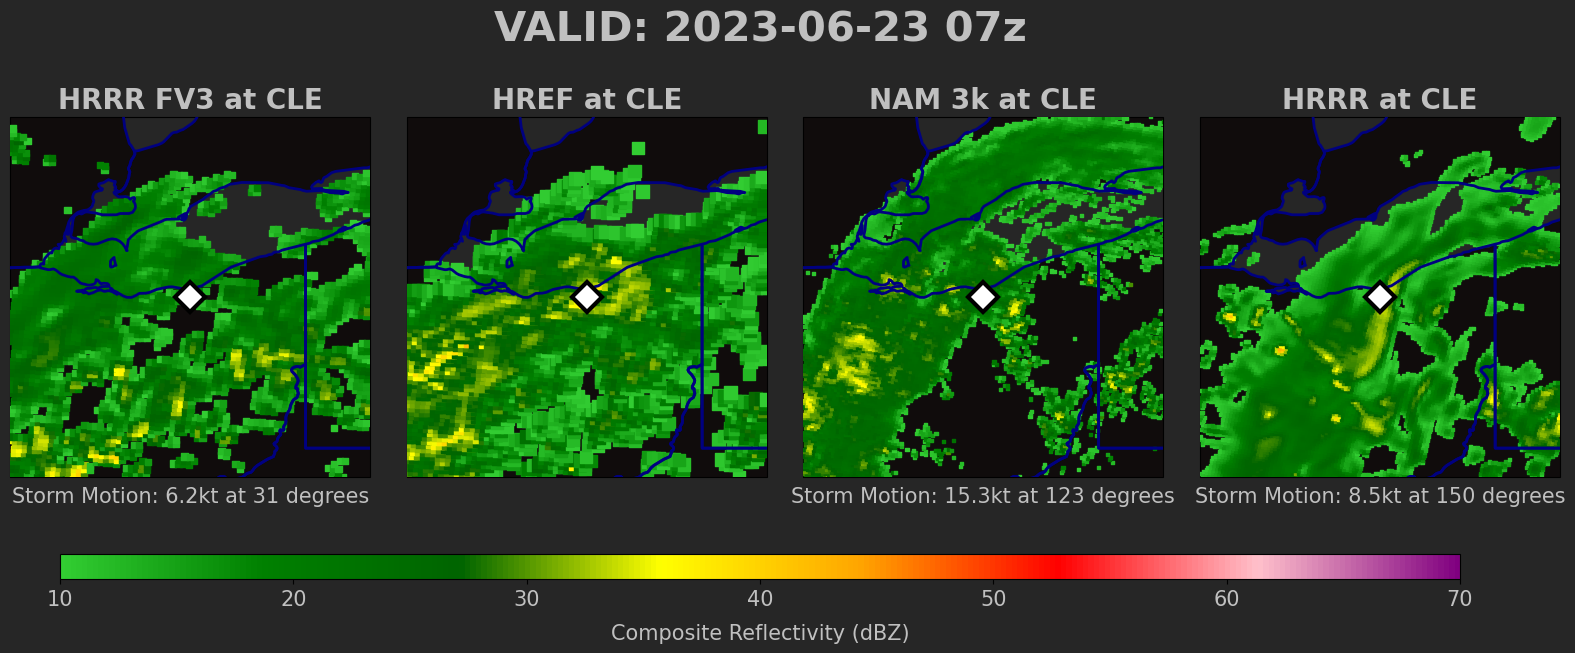 VALID: 2023-06-23 07z
HRRR FV3 at CLE
HREF at CLE
NAM 3k at CLE
HRRR at CLE
Storm Motion: 6.2kt at 31 degrees
Storm Motion: 15.3kt at 123 degrees
Storm Motion: 8.5kt at 150 degrees
10 20 30 40 50 60 70
Composite Reflectivity (dBZ)